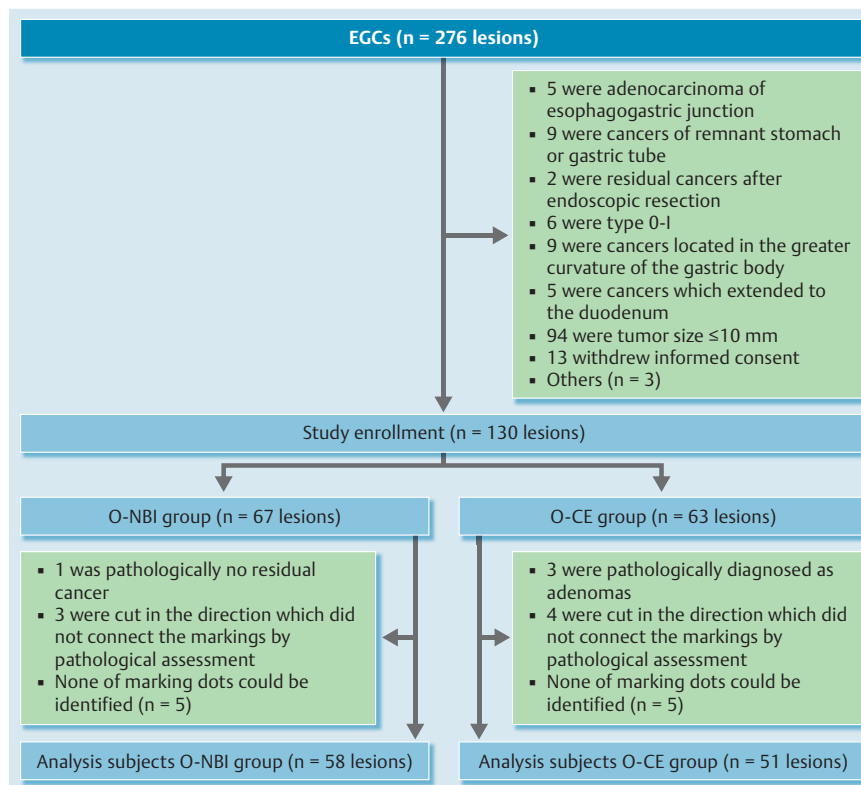 EGCs (n = 276 lesions)
▪ 5 were adenocarcinoma of
esophagogastric junction
▪ 9 were cancers of remnant stomach
or gastric tube
▪ 2 were residual cancers after
endoscopic resection
▪ 6 were type 0-I
▪ 9 were cancers located in the greater
curvature of the gastric body
▪ 5 were cancers which extended to
the duodenum
▪ 94 were tumor size ≤10 mm
▪ 13 withdrew informed consent
▪ Others (n = 3)
Study enrollment (n = 130 lesions)
O-NBI group (n = 67 lesions)
O-CE group (n = 63 lesions)
▪ 1 was pathologically no residual
cancer
▪ 3 were cut in the direction which did
not connect the markings by
pathological assessment
▪ None of marking dots could be
identified (n = 5)
▪ 3 were pathologically diagnosed as
adenomas
▪ 4 were cut in the direction which did
not connect the markings by
pathological assessment
▪ None of marking dots could be
identified (n = 5)
Analysis subjects O-NBI group (n = 58 lesions)
Analysis subjects O-CE group (n = 51 lesions)